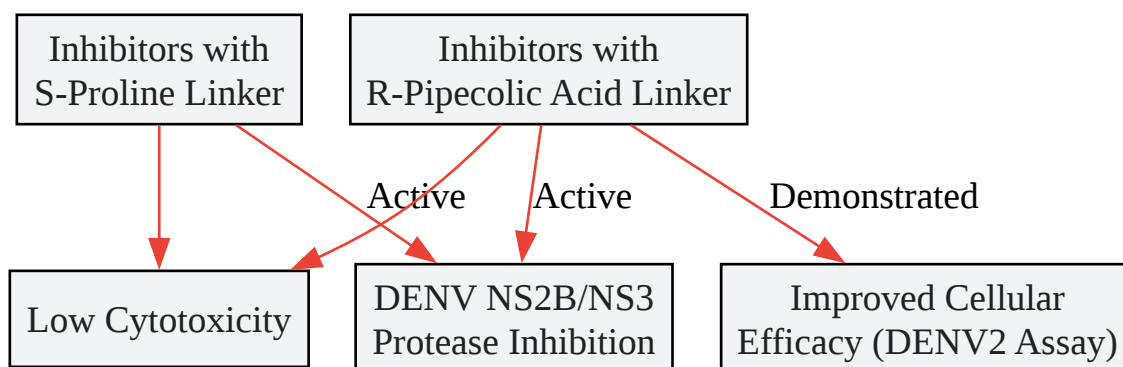 Inhibitors with
S-Proline Linker
Inhibitors with
R-Pipecolic Acid Linker
Active
Active
Demonstrated
Low Cytotoxicity
DENV NS2B/NS3
Protease Inhibition
Improved Cellular
Efficacy (DENV2 Assay)